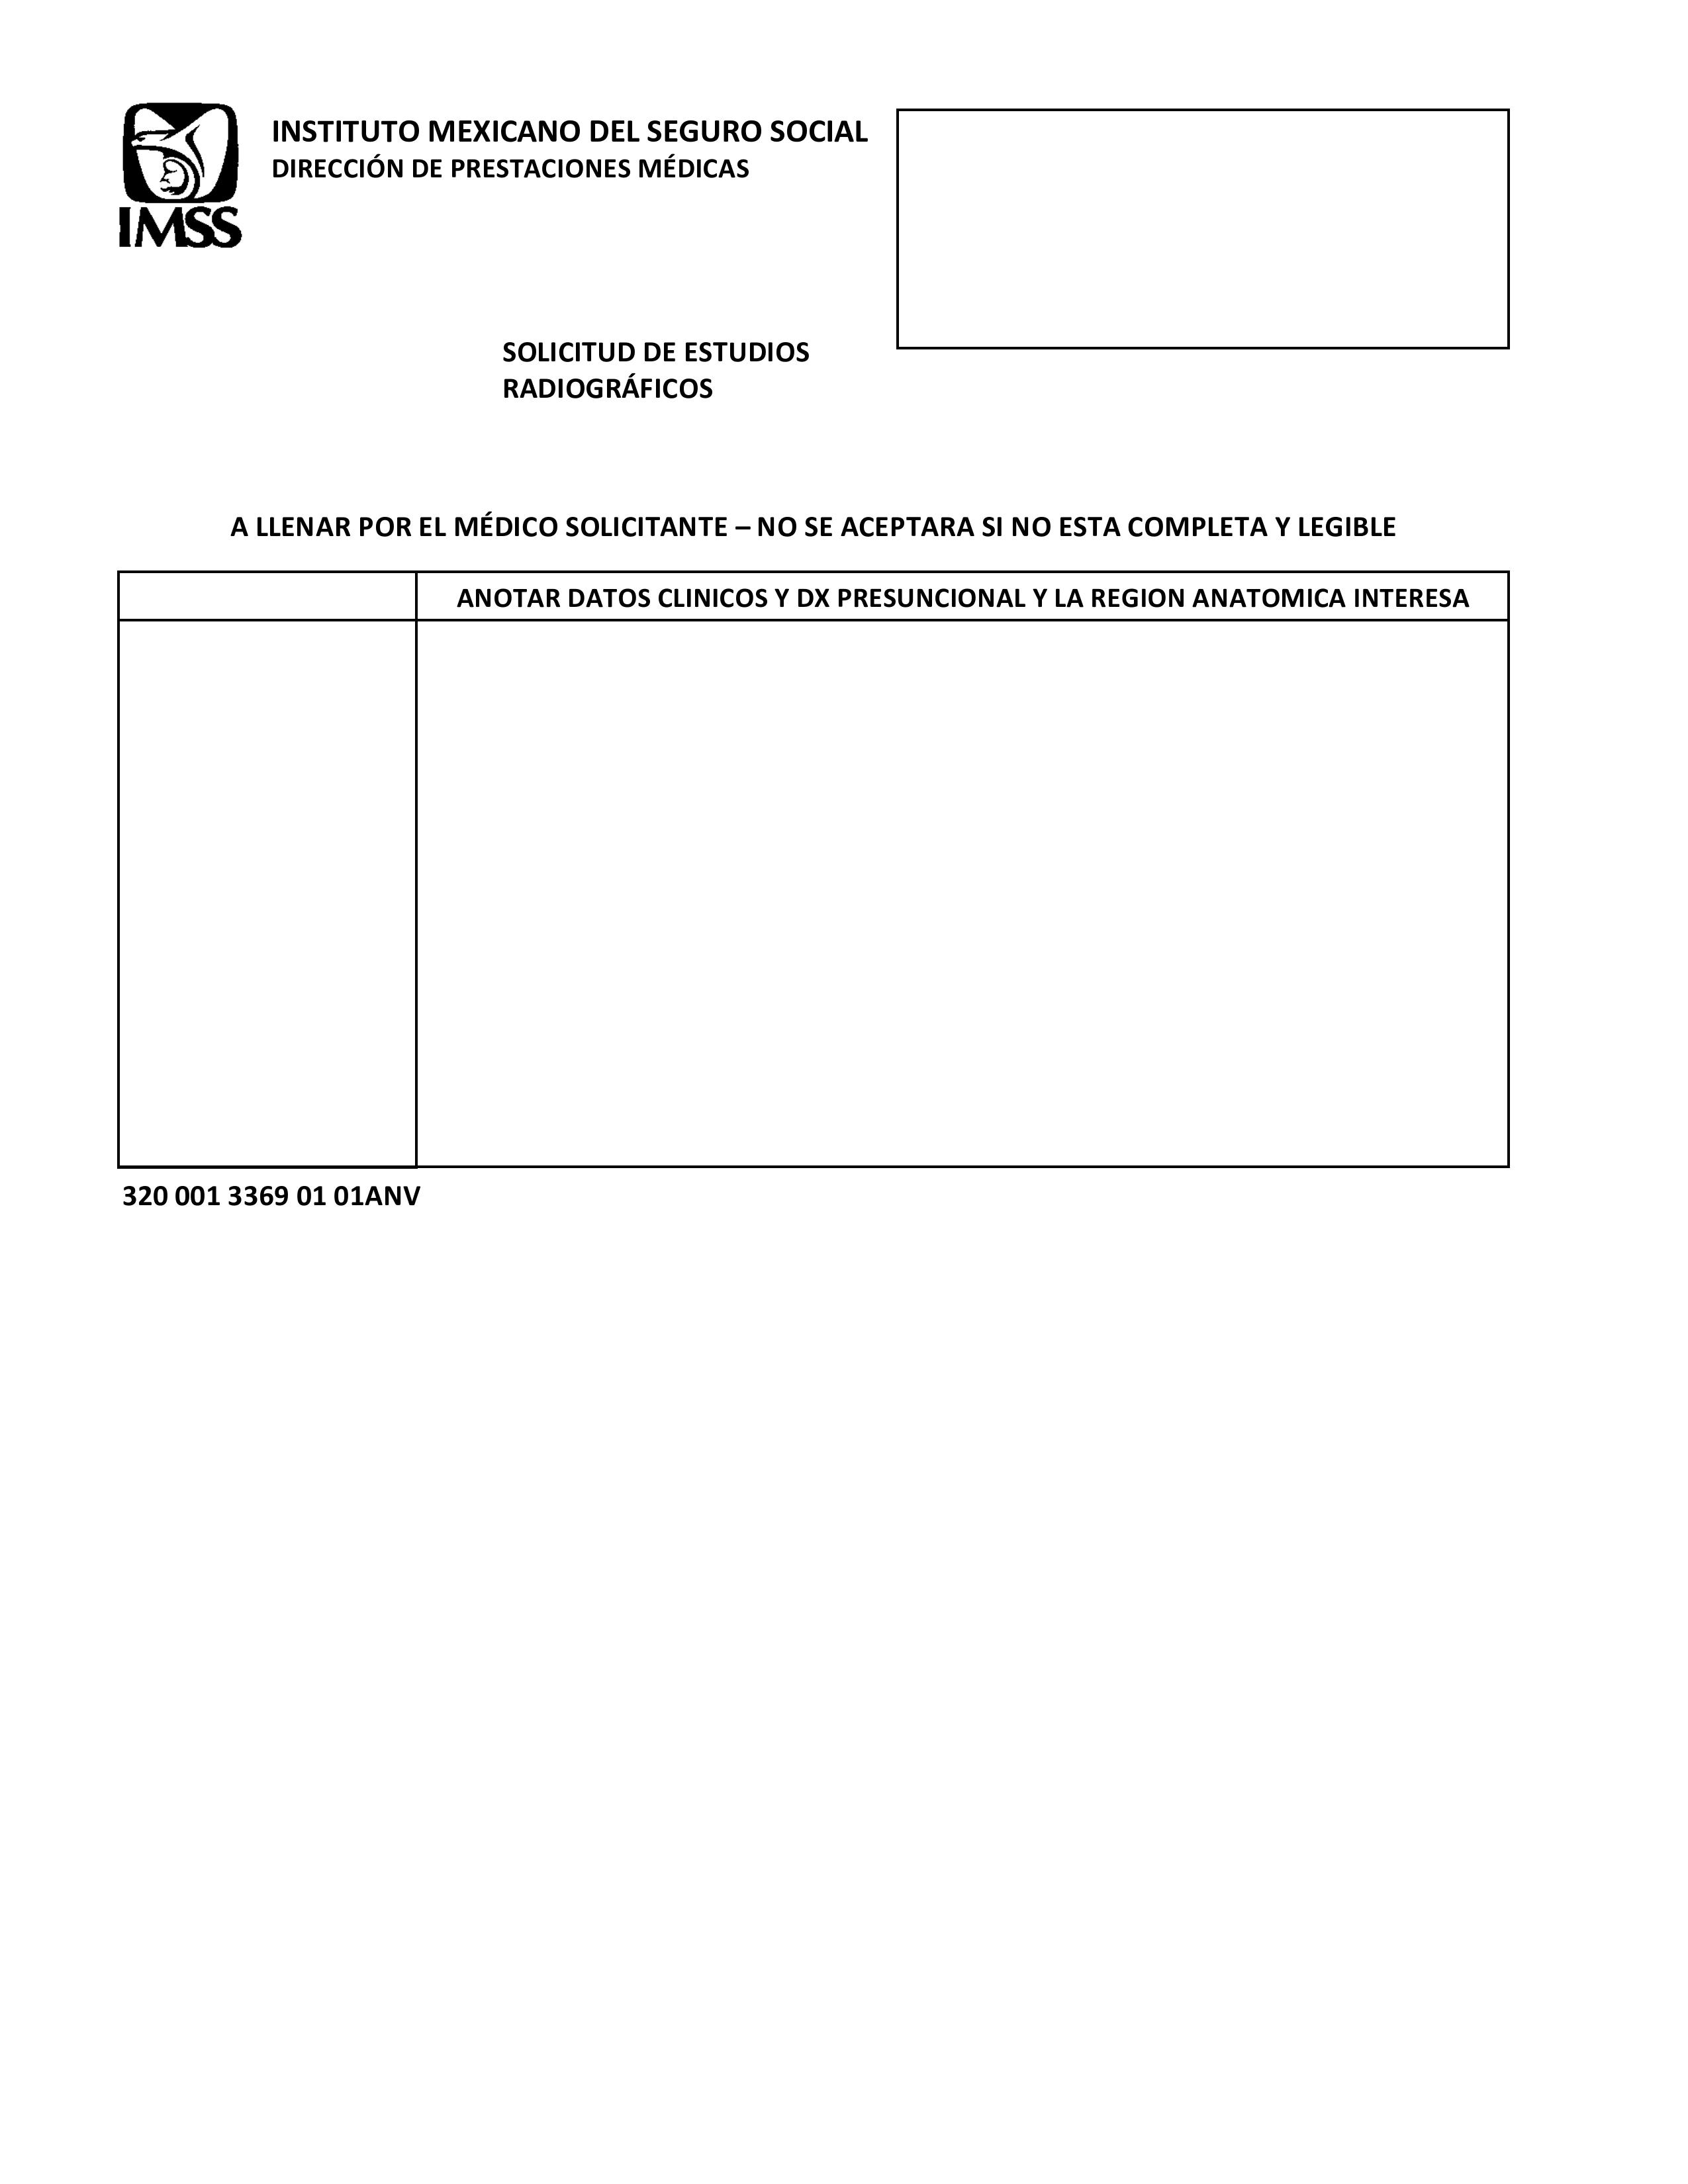 INSTITUTO MEXICANO DEL SEGURO SOCIAL
DIRECCIÓN DE PRESTACIONES MÉDICAS
IMSS
SOLICITUD DE ESTUDIOS
RADIOGRÁFICOS
A LLENAR POR EL MÉDICO SOLICITANTE – NO SE ACEPTARA SI NO ESTA COMPLETA Y LEGIBLE
ANOTAR DATOS CLINICOS Y DX PRESUNCIONAL Y LA REGION ANATOMICA INTERESA
320 001 3369 01 01ANV